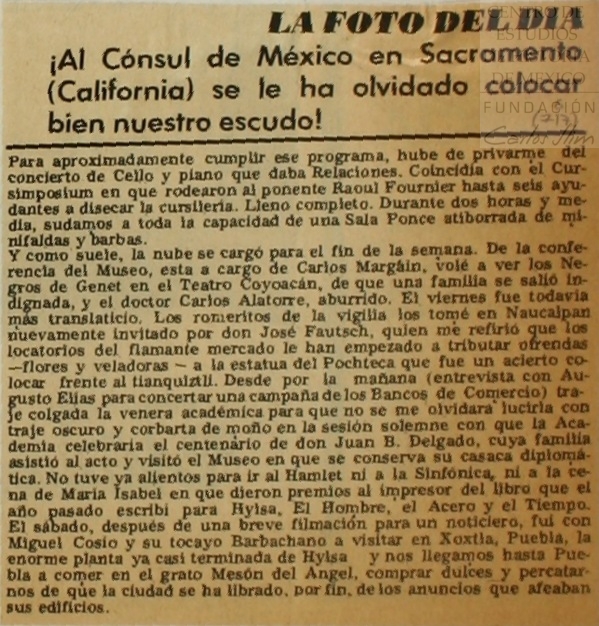 LA FOTO DEL DIA
¡Al Cónsul de México en Sacramento
(California) se le ha olvidado colocar
bien nuestro escudo!
CENTRO DE
ESTUDIOS
DE MÉXICO
FUNDACIÓN
Carlos Slim
Para aproximadamente cumplir ese programa, hube de privarme del
concierto de Cello y piano que daba Relaciones. Coincidía con el Cur-
simposium en que rodearon al ponente Raoul Fournier hasta seis ayu-
dantes a disecar la cursilería. Lleno completo. Durante dos horas y me-
dia, sudamos a toda la capacidad de una Sala Ponce atiborrada de mi-
nifaldas y barbas.
Y como suele, la nube se cargó para el fin de la semana. De la confe-
rencia del Museo, esta a cargo de Carlos Margáin, volé a ver los Ne-
gros de Genet en el Teatro Coyoacán, de que una familia se salió in-
dignada, y el doctor Carlos Alatorre, aburrido. El viernes fue todavía
más translaticio. Los romeritos de la vigilia los tomé en Naucalpan
nuevamente invitado por don José Fautsch, quien me refirió que los
locatorios del flamante mercado le han empezado a tributar ofrendas
—flores y veladoras — a la estatua del Pochteca que fue un acierto co-
locar frente al tianquiztli. Desde por la mañana (entrevista con Au-
gusto Elías para concertar una campaña de los Bancos de Comercio) tra-
je colgada la venera académica para que no se me olvidara lucirla con
traje oscuro y corbarta de moño en la sesión solemne con que la Aca-
demia celebraría el centenario de don Juan B. Delgado, cuya familia
asistió al acto y visitó el Museo en que se conserva su casaca diplomá-
tica. No tuve ya alientos para ir al Hamlet ni a la Sinfónica, ni a la ce-
na de María Isabel en que dieron premios al impresor del libro que el
año pasado escribí para Hylsa, El Hombre, el Acero y el Tiempo.
El sábado, después de una breve filmación para un noticiero, fui con
Miguel Cosío y su tocayo Barbachano a visitar en Xoxtla, Puebla, la
enorme planta ya casi terminada de Hylsa y nos llegamos hasta Pue-
bla a comer en el grato Mesón del Angel, comprar dulces y percatar-
nos de que la ciudad se ha librado, por fin, de los anuncios que afeaban
sus edificios.